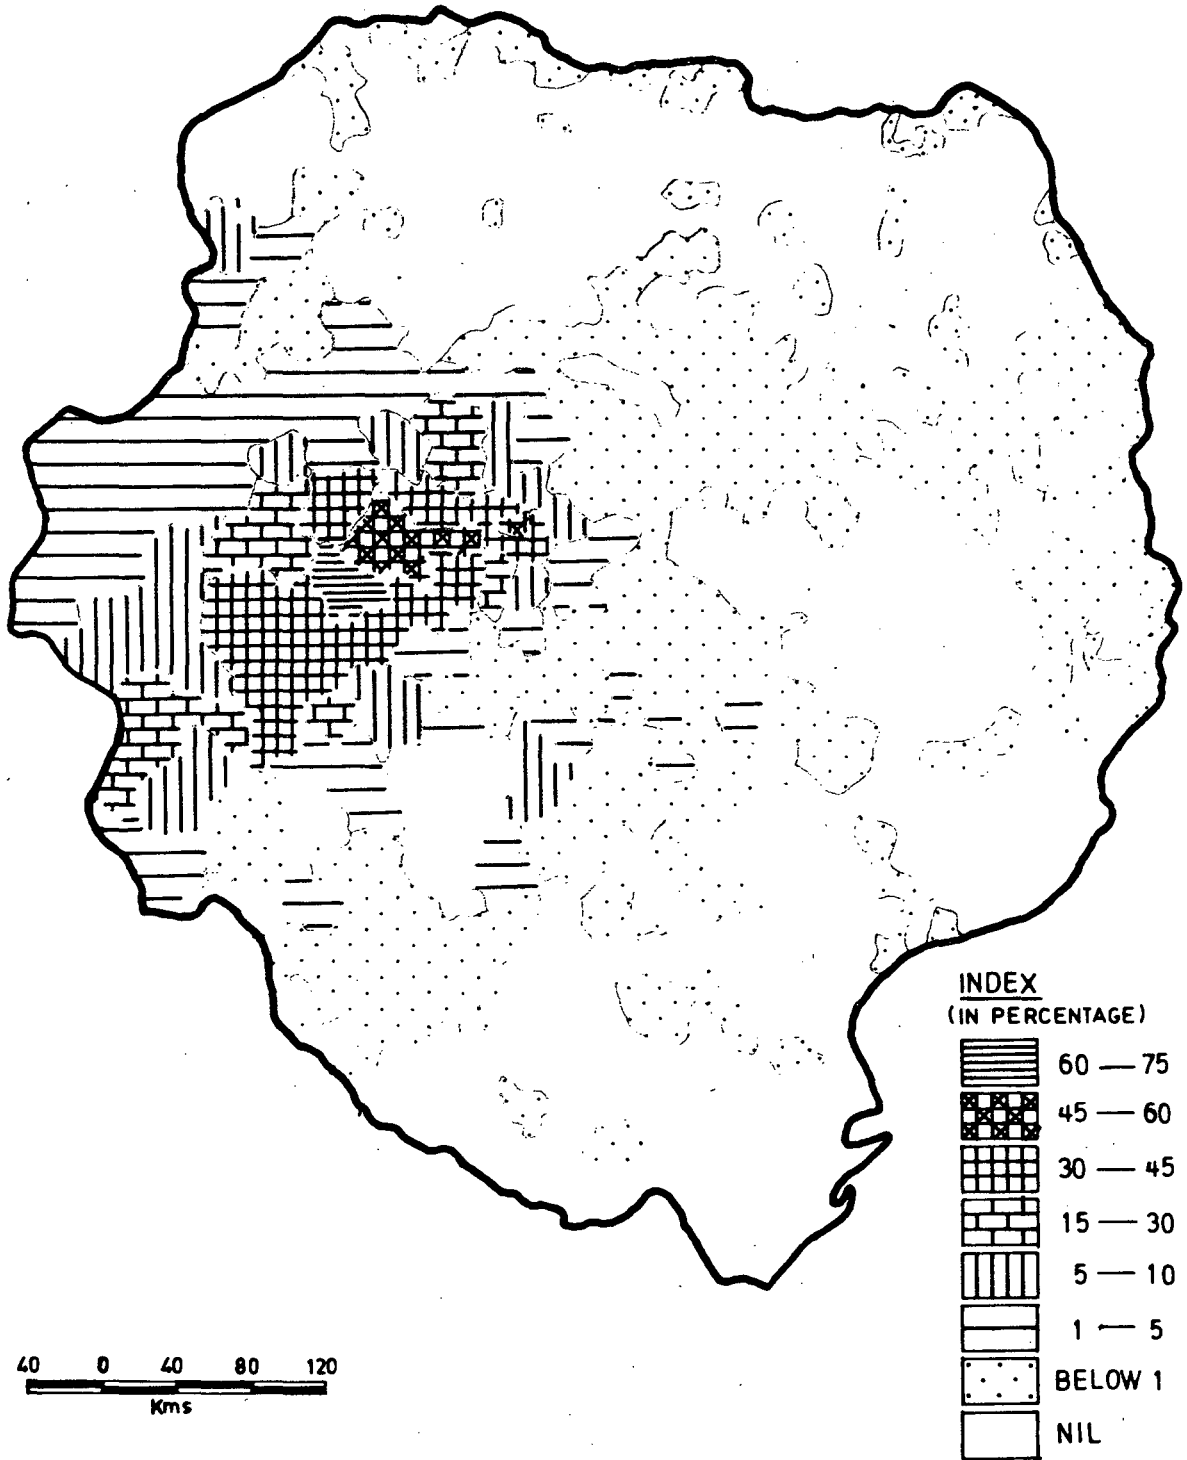 INDEX
(IN PERCENTAGE)
60 — 75
45 — 60
30 — 45
15 — 30
5 — 10
1 — 5
BELOW 1
NIL
40 0 40 80 120
Kms